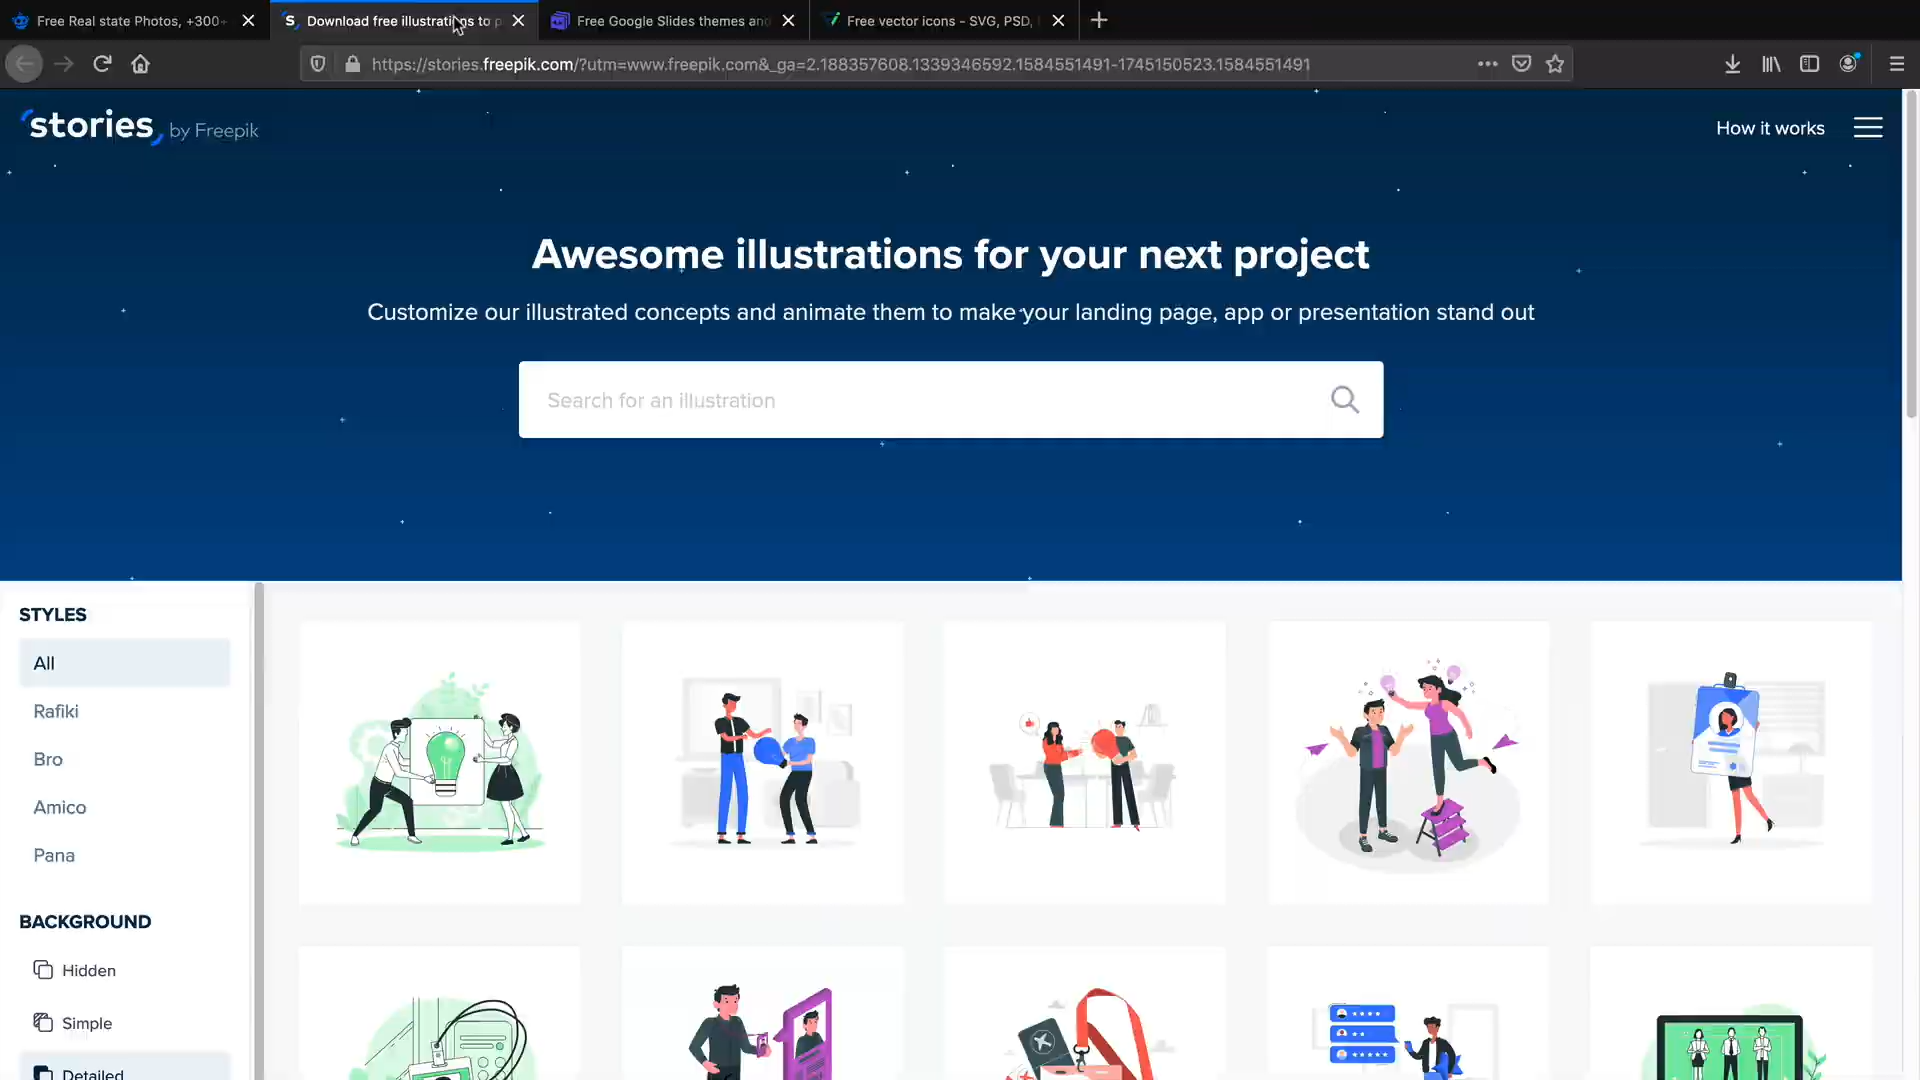 Free Real state Photos, +300
Download free illustrations to p
Free Google Slides themes and
Free vector icons - SVG, PSD,
https://stories.freepik.com/?utm=www.freepik.com&_ga=2.188357608.1339346592.1584551491-1745150523.1584551491
stories by Freepik
How it works
Awesome illustrations for your next project
Customize our illustrated concepts and animate them to make your landing page, app or presentation stand out
Search for an illustration
STYLES
All
Rafiki
Bro
Amico
Pana
BACKGROUND
Hidden
Simple
Detailed